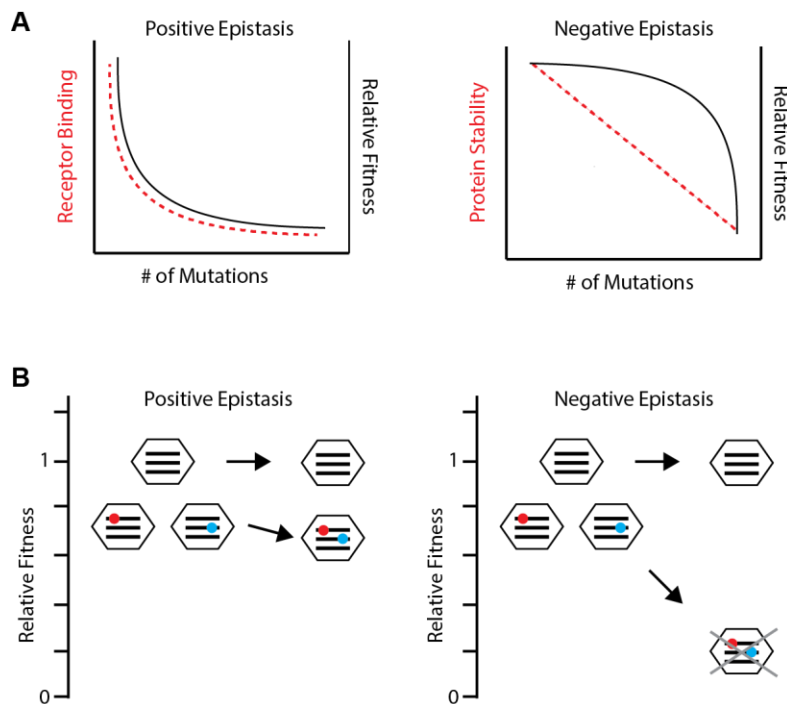 A
Positive Epistasis
Receptor Binding
Relative Fitness
# of Mutations
Negative Epistasis
Protein Stability
Relative Fitness
# of Mutations
B
Positive Epistasis
Relative Fitness
1
0
Negative Epistasis
Relative Fitness
1
0